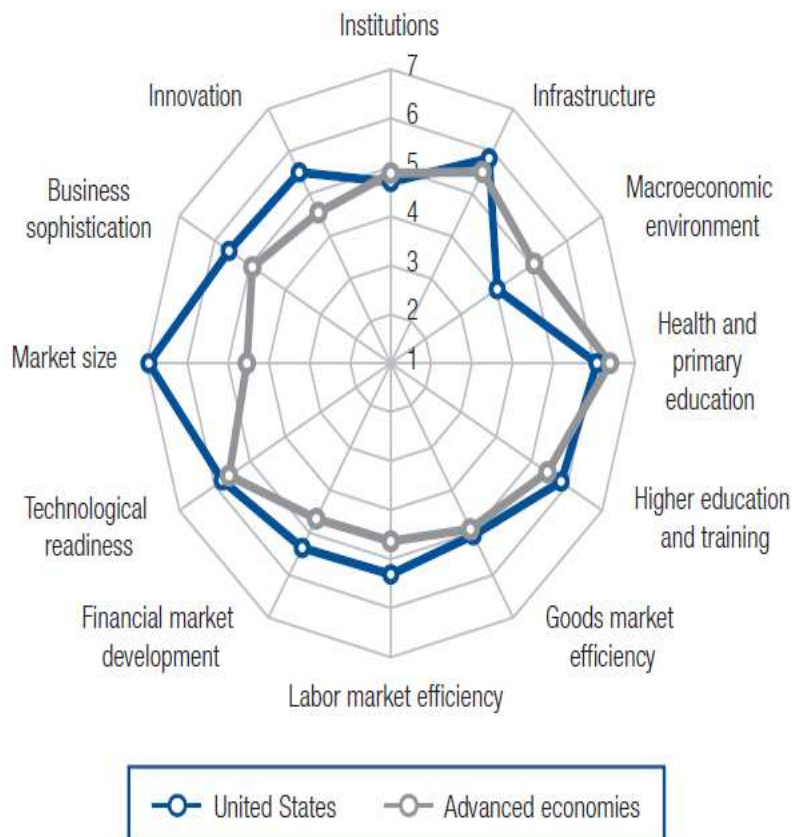 Institutions
7
6
5
4
3
2
1
Infrastructure
Macroeconomic
environment
Health and
primary
education
Higher education
and training
Goods market
efficiency
Labor market efficiency
Financial market
development
Technological
readiness
Market size
Business
sophistication
Innovation
United States
Advanced economies